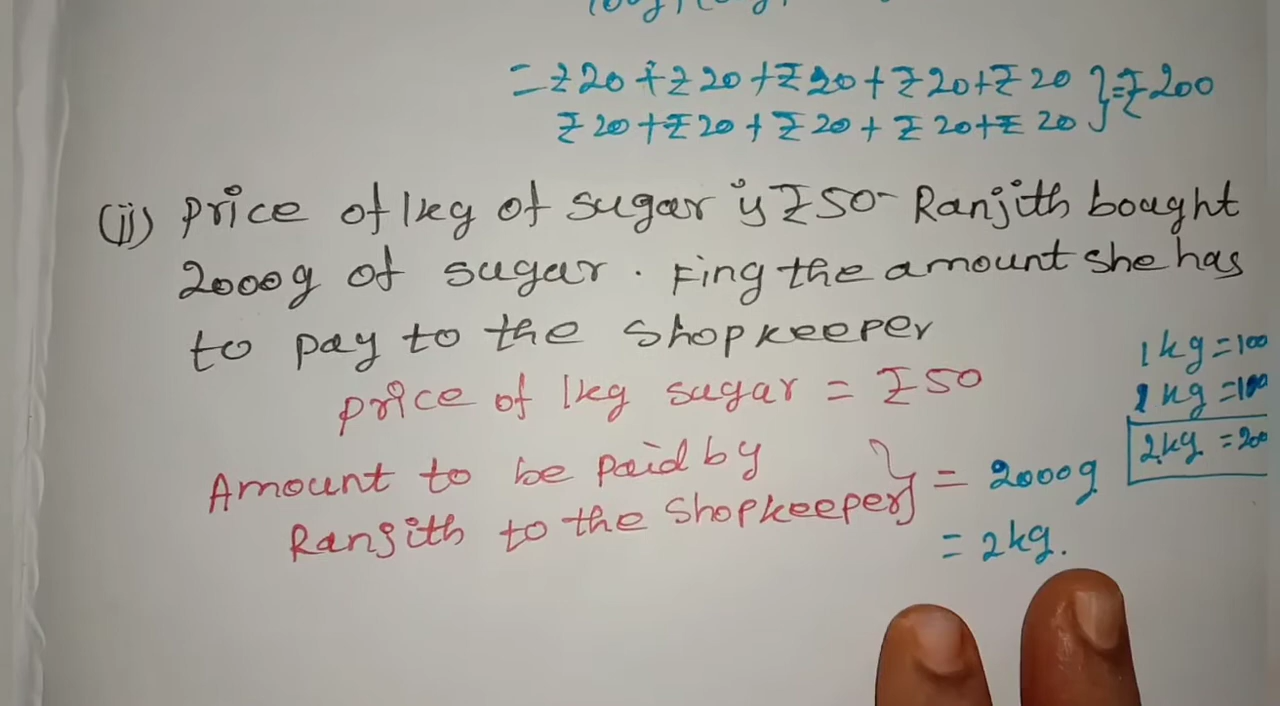 = ₹20 + ₹20 + ₹20 + ₹20 + ₹20 } = ₹200
₹20 + ₹20 + ₹20 + ₹20 + ₹20
(ii) Price of 1kg of sugar is ₹50- Ranjith bought
2000g of sugar. Fing the amount she has
to pay to the shopkeeper
Price of 1kg sugar = ₹50
Amount to be paid by
Ranjith to the shopkeeper } = 2000g
= 2kg.
1kg = 100
1kg = 100
2kg = 200